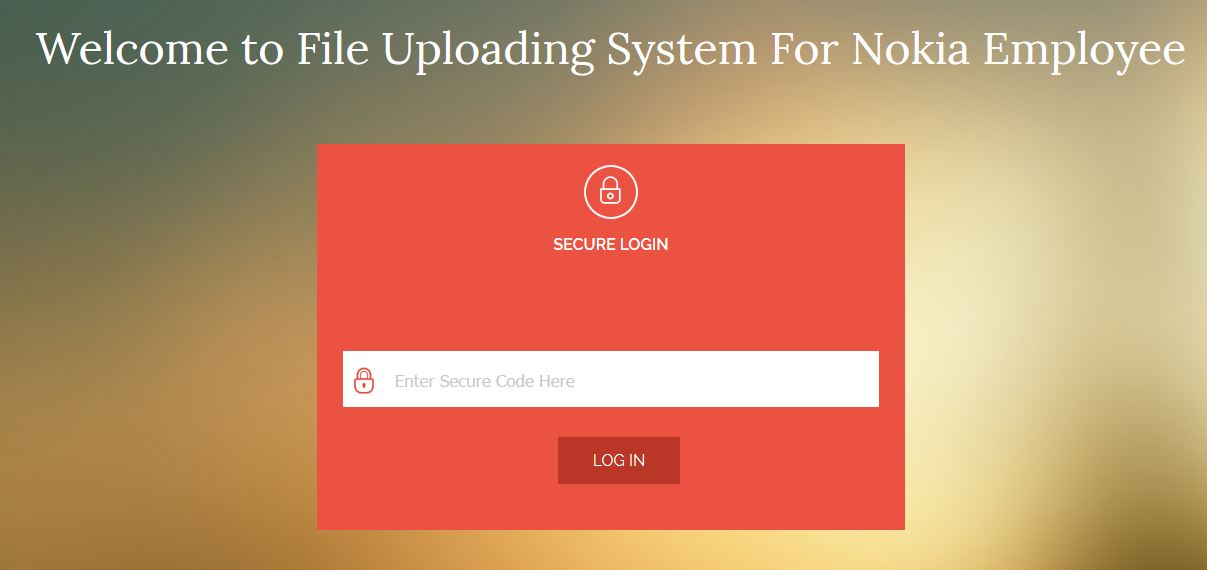 Welcome to File Uploading System For Nokia Employee
SECURE LOGIN
Enter Secure Code Here
LOG IN